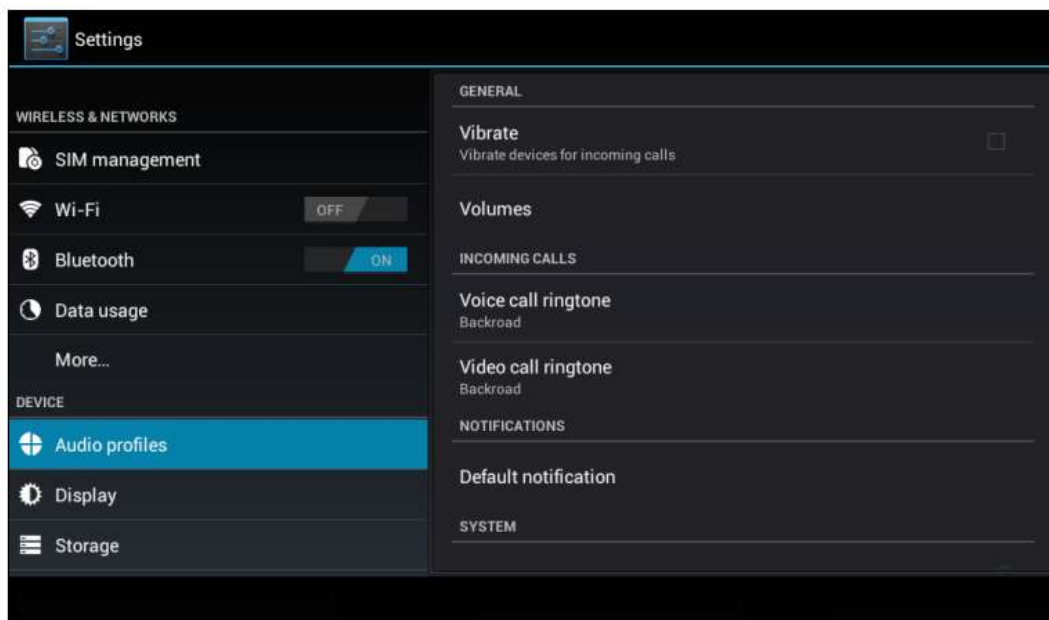 Settings
WIRELESS & NETWORKS
SIM management
Wi-Fi
OFF
Bluetooth
ON
Data usage
More...
DEVICE
Audio profiles
Display
Storage
GENERAL
Vibrate
Vibrate devices for incoming calls
Volumes
INCOMING CALLS
Voice call ringtone
Backroad
Video call ringtone
Backroad
NOTIFICATIONS
Default notification
SYSTEM